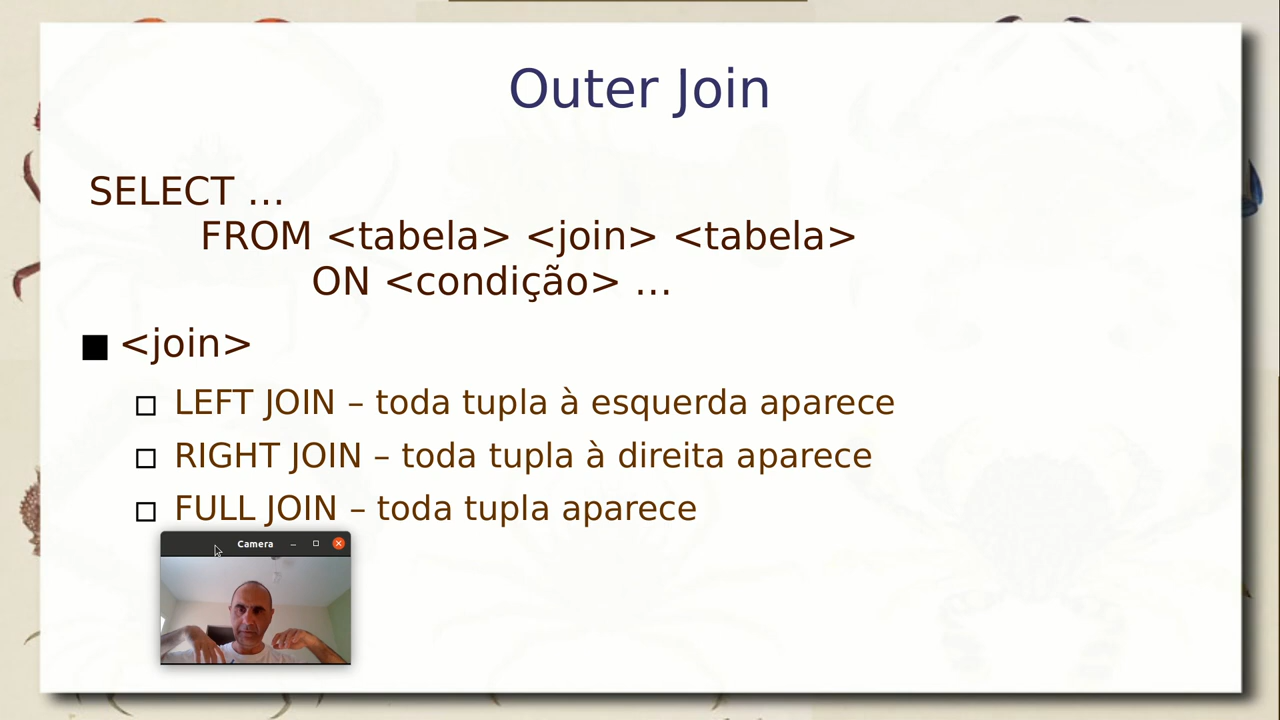 Outer Join
SELECT ...
FROM <tabela> <join> <tabela>
ON <condição> ...
<join>
LEFT JOIN – toda tupla à esquerda aparece
RIGHT JOIN – toda tupla à direita aparece
FULL JOIN – toda tupla aparece
Camera